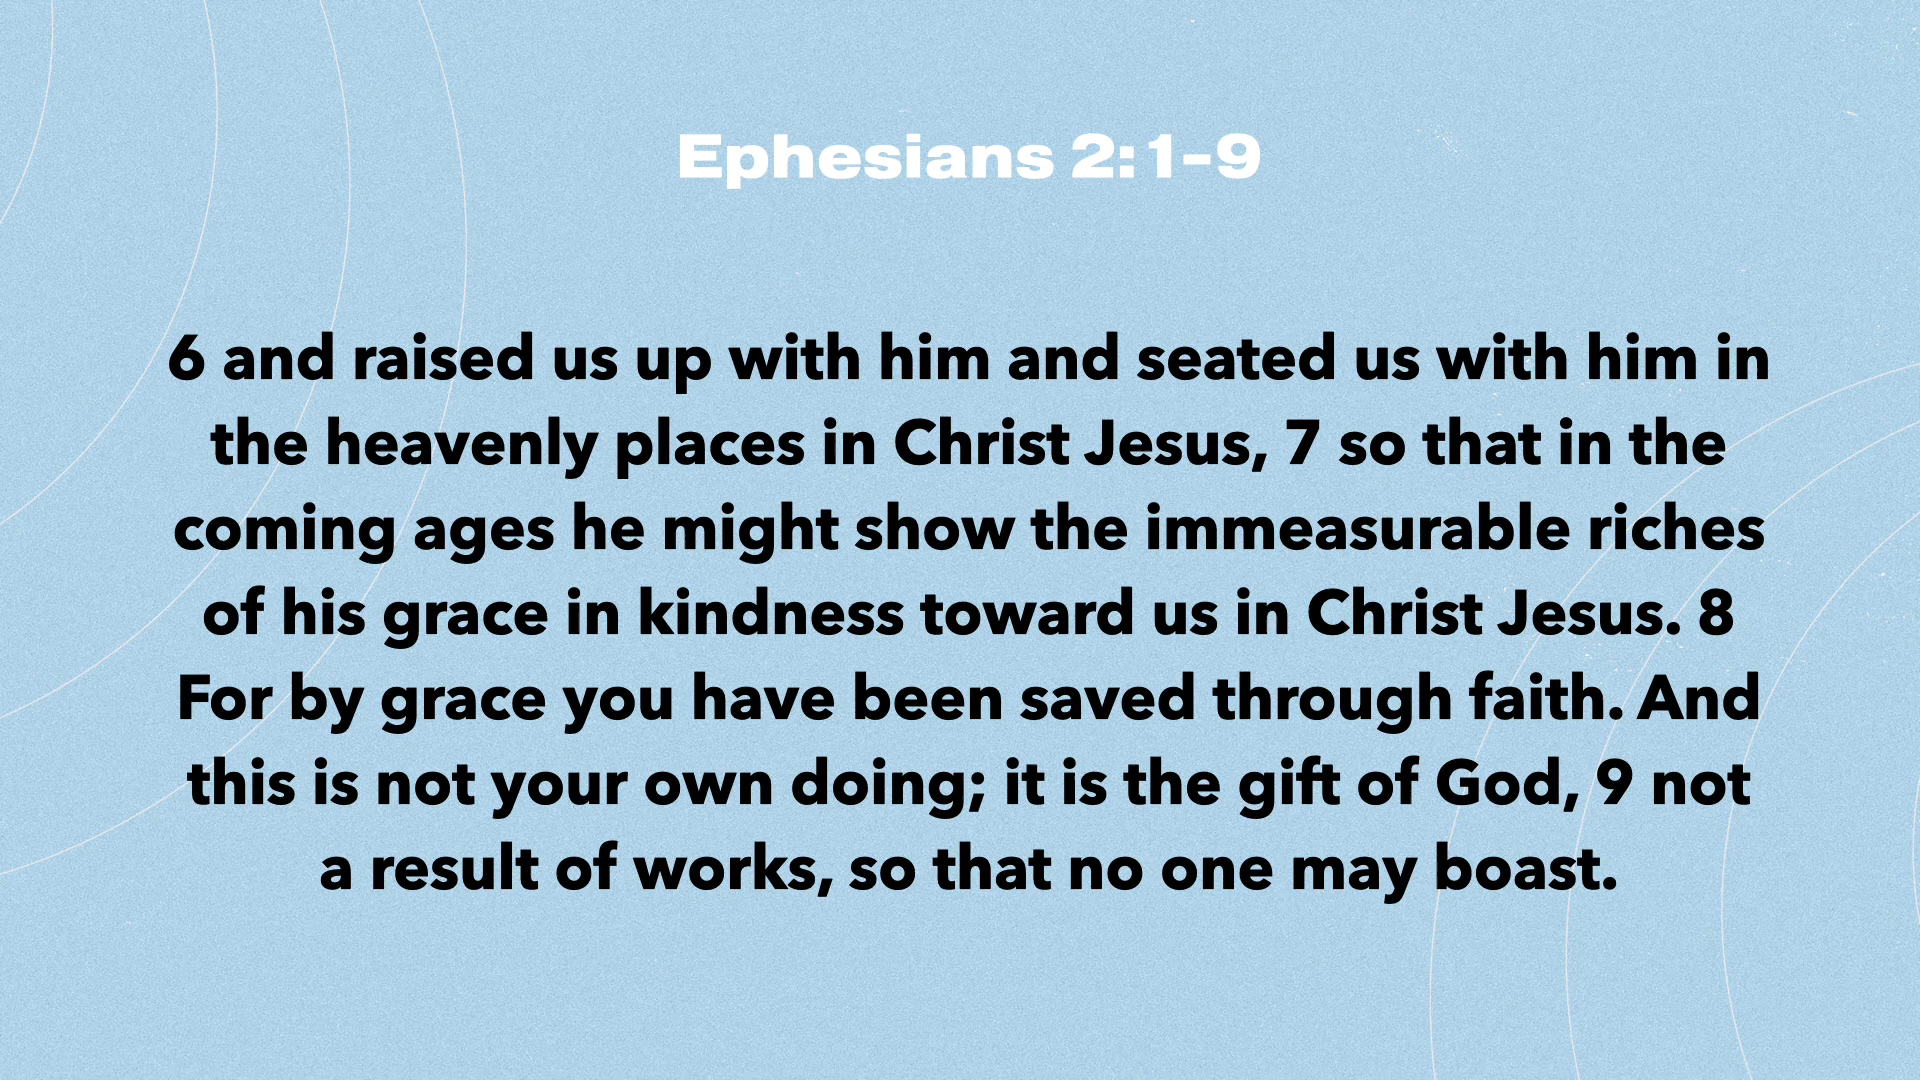 Ephesians 2:1-9
6 and raised us up with him and seated us with him in
the heavenly places in Christ Jesus, 7 so that in the
coming ages he might show the immeasurable riches
of his grace in kindness toward us in Christ Jesus. 8
For by grace you have been saved through faith. And
this is not your own doing; it is the gift of God, 9 not
a result of works, so that no one may boast.